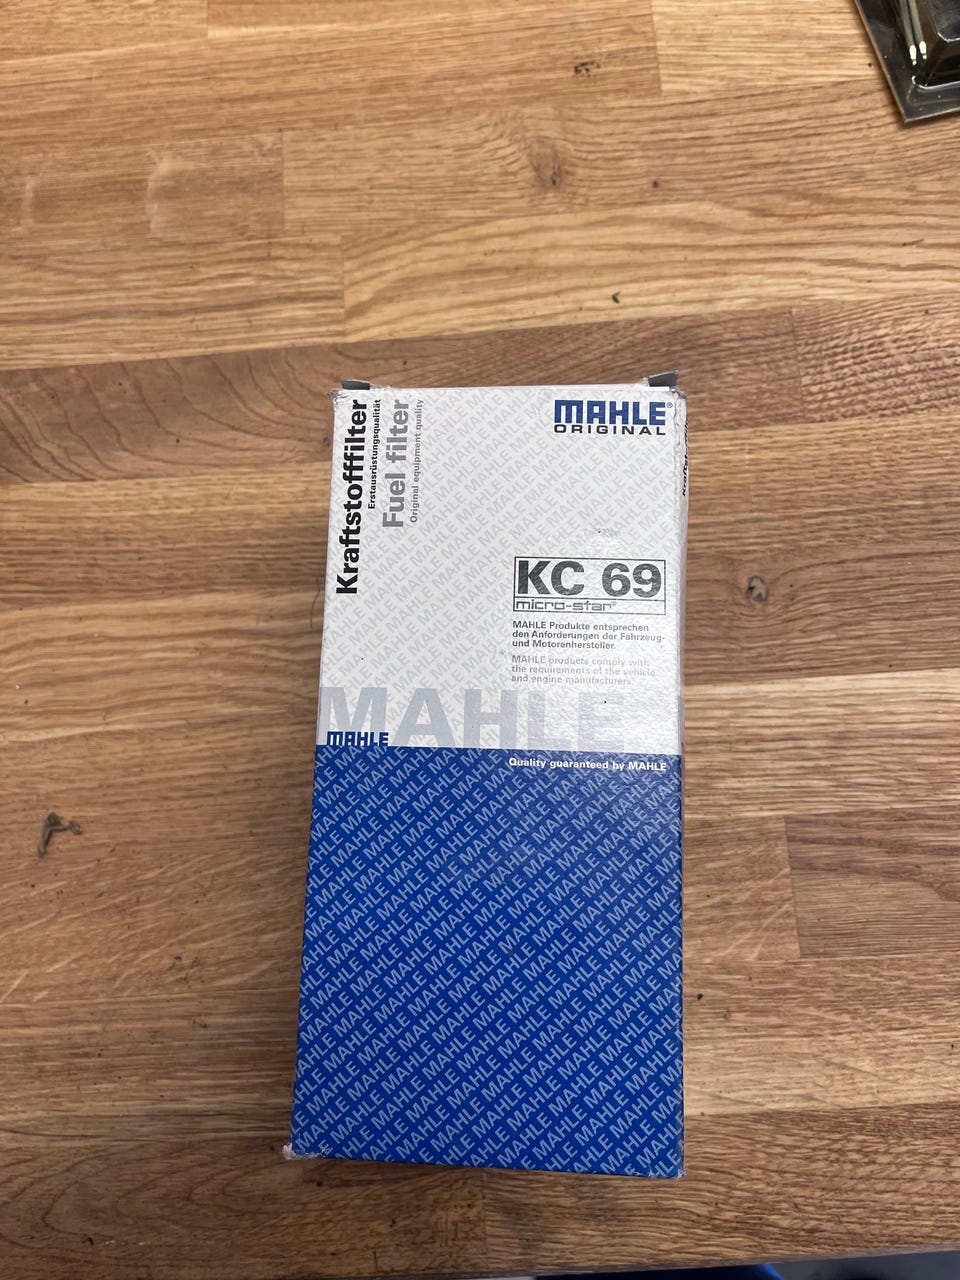 Kraftstofffilter
Erstausrüstungsqualität
Fuel filter
Original equipment quality
MAHLE®
ORIGINAL
KC 69
micro-star®
MAHLE Produkte entsprechen
den Anforderungen der Fahrzeug-
und Motorenhersteller.
MAHLE products comply with
the requirements of the vehicle
and engine manufacturers.
MAHLE
MAHLE
Quality guaranteed by MAHLE